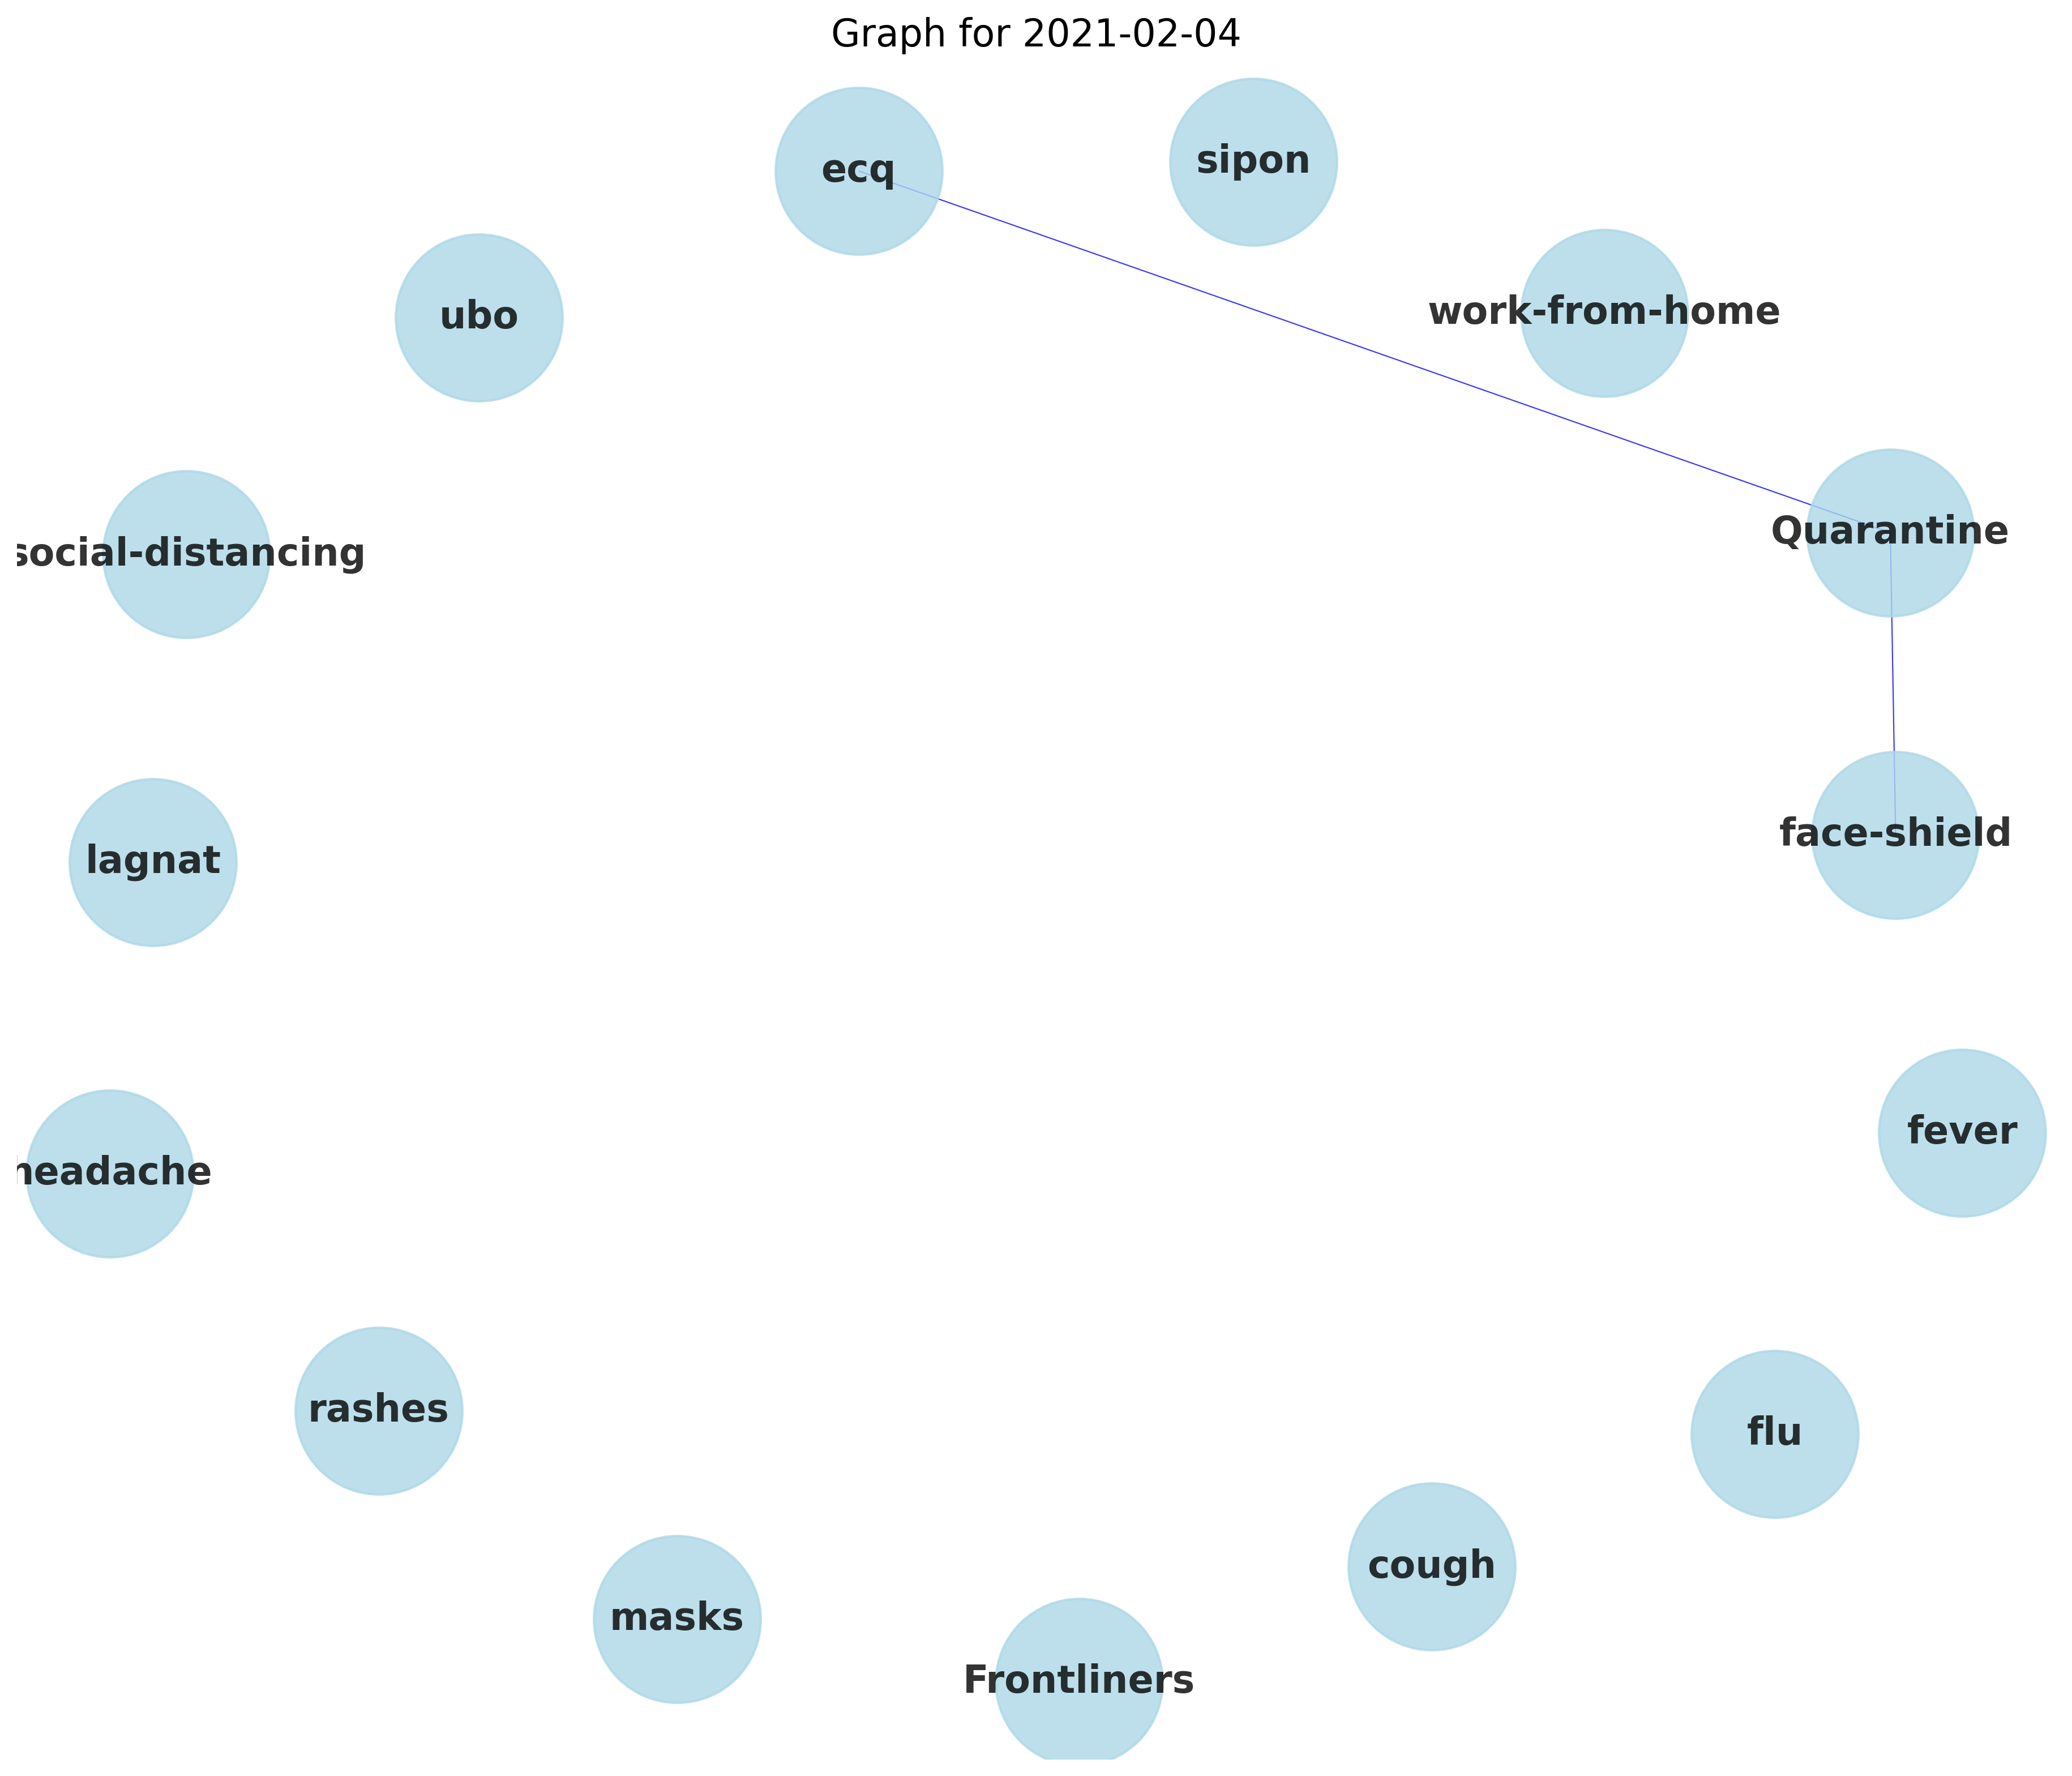 Graph for 2021-02-04
sipon
ecq
work-from-home
ubo
Quarantine
social-distancing
face-shield
lagnat
fever
headache
rashes
flu
cough
masks
Frontliners